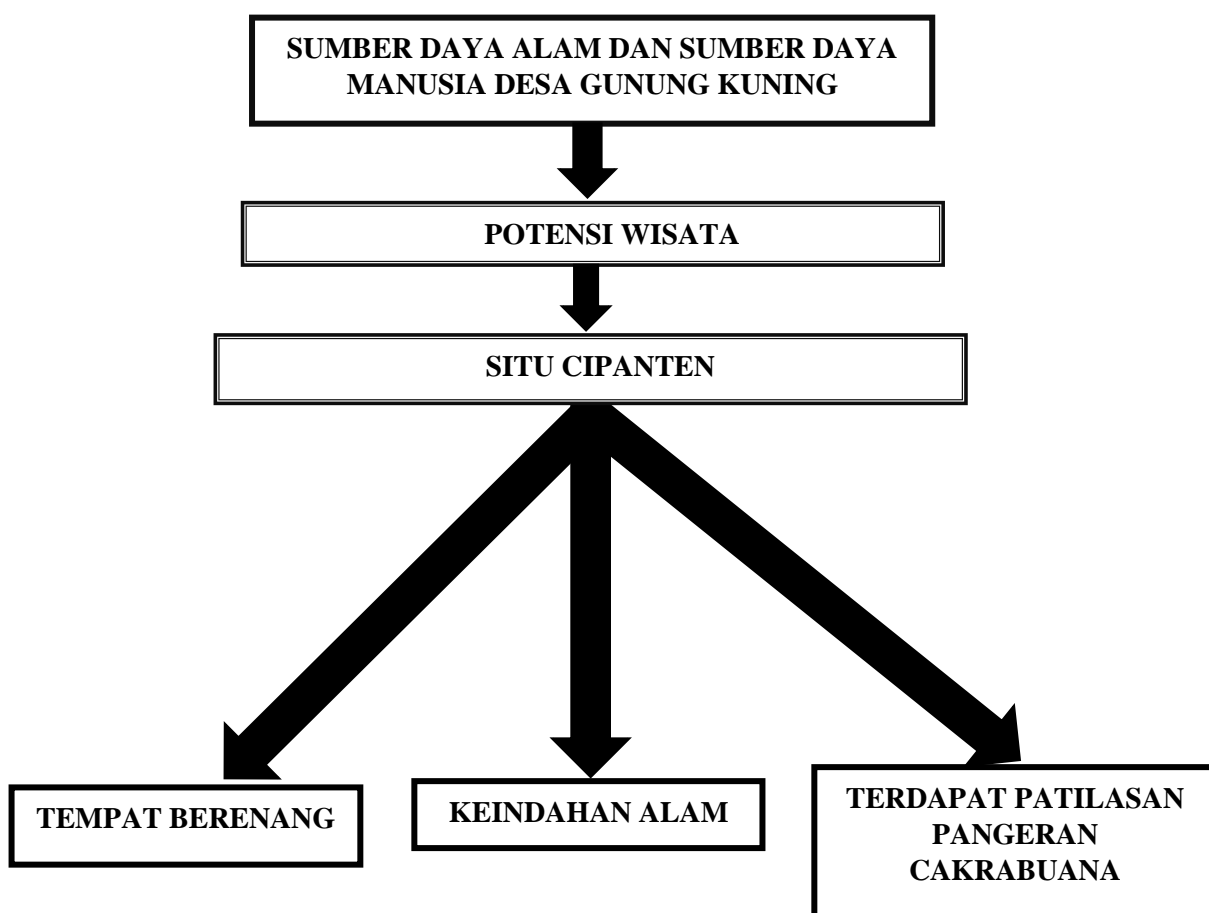 SUMBER DAYA ALAM DAN SUMBER DAYA
MANUSIA DESA GUNUNG KUNING
POTENSI WISATA
SITU CIPANTEN
TEMPAT BERENANG
KEINDAHAN ALAM
TERDAPAT PATILASAN
PANGERAN
CAKRABUANA